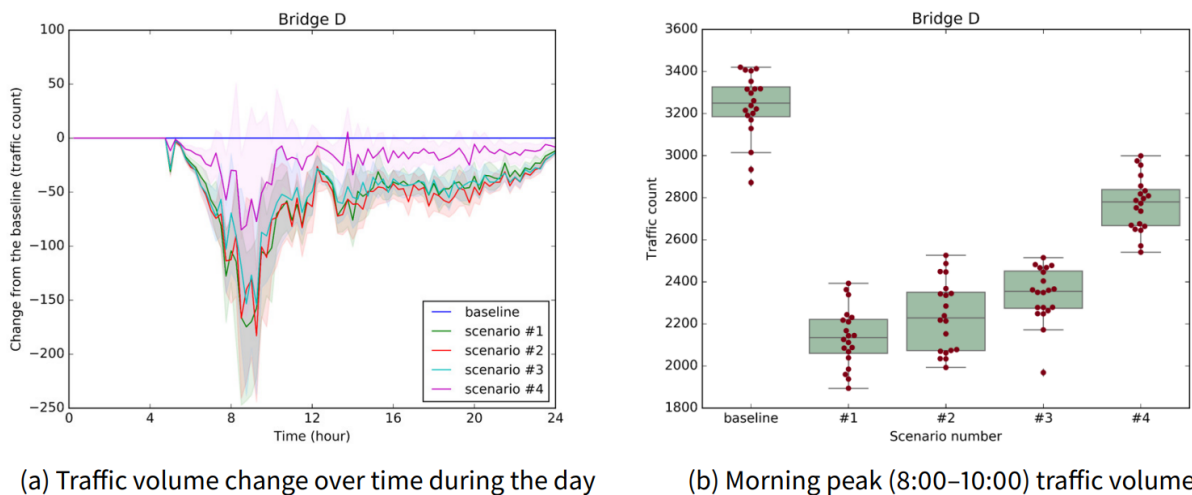 Bridge D
Change from the baseline (traffic count)
100
50
0
−50
−100
−150
−200
−250
0
4
8
12
16
20
24
Time (hour)
baseline
scenario #1
scenario #2
scenario #3
scenario #4
(a) Traffic volume change over time during the day
Bridge D
Traffic count
3600
3400
3200
3000
2800
2600
2400
2200
2000
1800
baseline
#1
#2
#3
#4
Scenario number
(b) Morning peak (8:00–10:00) traffic volume